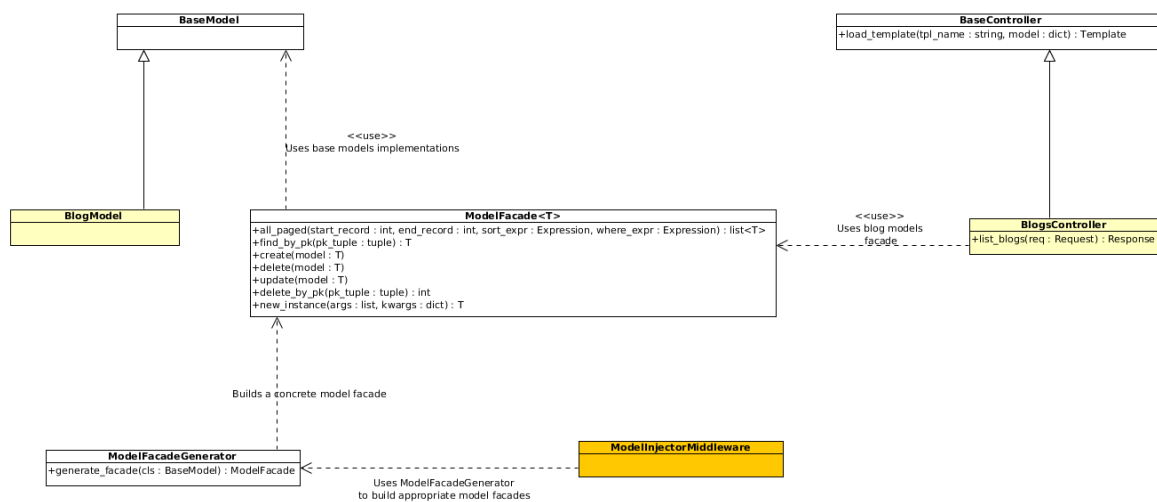 BaseModel
BaseController
+load_template(tpl_name : string, model : dict) : Template
<<use>>
Uses base models implementations
BlogModel
ModelFacade<T>
+all_paged(start_record : int, end_record : int, sort_expr : Expression, where_expr : Expression) : list<T>
+find_by_pk(pk_tuple : tuple) : T
+create(model : T)
+delete(model : T)
+update(model : T)
+delete_by_pk(pk_tuple : tuple) : int
+new_instance(args : list, kwargs : dict) : T
<<use>>
Uses blog models
facade
BlogsController
+list_blogs(req : Request) : Response
Builds a concrete model facade
ModelFacadeGenerator
+generate_facade(cls : BaseModel) : ModelFacade
ModelInjectorMiddleware
Uses ModelFacadeGenerator
to build appropriate model facades